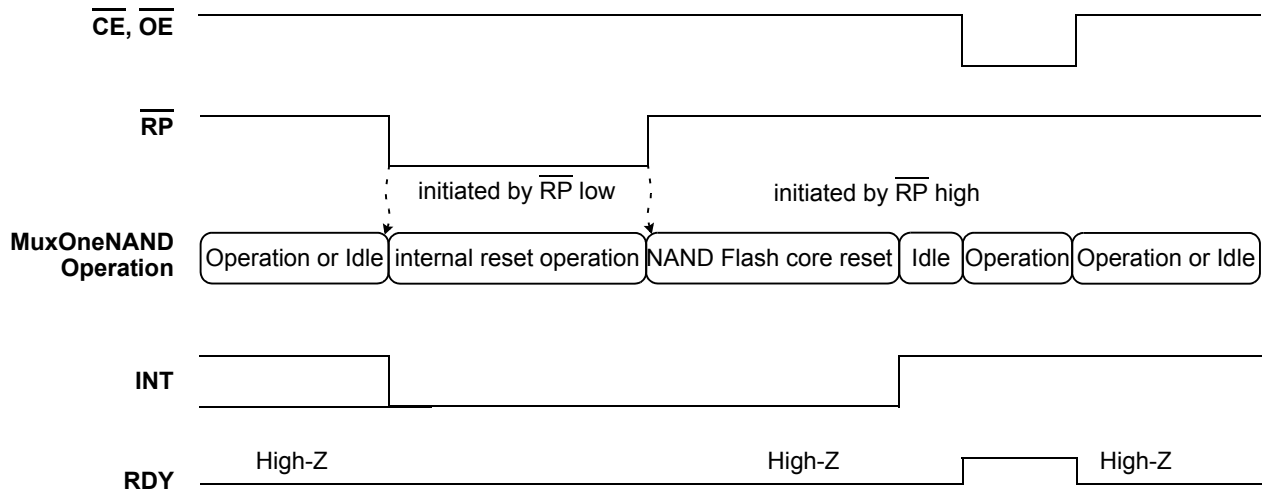 CE, OE
RP
initiated by RP low
initiated by RP high
MuxOneNAND
Operation
Operation or Idle
internal reset operation
NAND Flash core reset
Idle
Operation
Operation or Idle
INT
High-Z
High-Z
High-Z
RDY